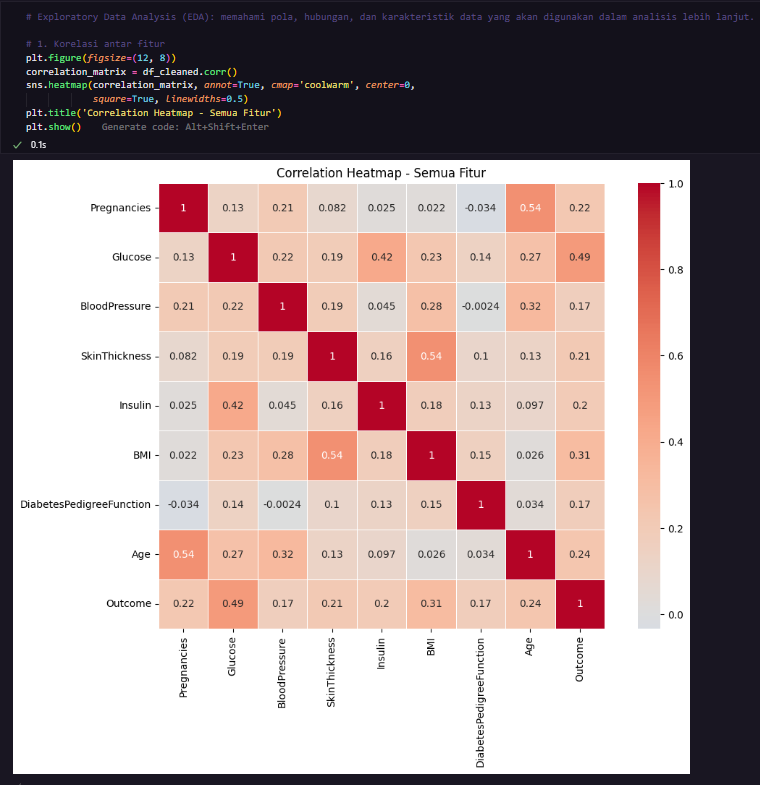 # Exploratory Data Analysis (EDA): memahami pola, hubungan, dan karakteristik data yang akan digunakan dalam analisis lebih lanjut.
# 1. Korelasi antar fitur
plt.figure(figsize=(12, 8))
correlation_matrix = df_cleaned.corr()
sns.heatmap(correlation_matrix, annot=True, cmap='coolwarm', center=0,
square=True, linewidths=0.5)
plt.title('Correlation Heatmap - Semua Fitur')
plt.show() Generate code: Alt+Shift+Enter
0.1s
Correlation Heatmap - Semua Fitur
Pregnancies 1 0.13 0.21 0.082 0.025 0.022 -0.034 0.54 0.22
Glucose 0.13 1 0.22 0.19 0.42 0.23 0.14 0.27 0.49
BloodPressure 0.21 0.22 1 0.19 0.045 0.28 -0.0024 0.32 0.17
SkinThickness 0.082 0.19 0.19 1 0.16 0.54 0.1 0.13 0.21
Insulin 0.025 0.42 0.045 0.16 1 0.18 0.13 0.097 0.2
BMI 0.022 0.23 0.28 0.54 0.18 1 0.15 0.026 0.31
DiabetesPedigreeFunction -0.034 0.14 -0.0024 0.1 0.13 0.15 1 0.034 0.17
Age 0.54 0.27 0.32 0.13 0.097 0.026 0.034 1 0.24
Outcome 0.22 0.49 0.17 0.21 0.2 0.31 0.17 0.24 1
Pregnancies
Glucose
BloodPressure
SkinThickness
Insulin
BMI
DiabetesPedigreeFunction
Age
Outcome
1.0
0.8
0.6
0.4
0.2
0.0